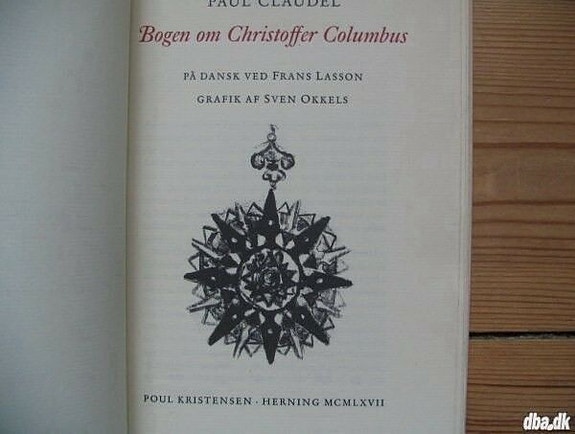 PAUL CLAUDEL
Bogen om Christoffer Columbus
PÅ DANSK VED FRANS LASSON
GRAFIK AF SVEN OKKELS
POUL KRISTENSEN · HERNING MCMLXVII
dba.dk